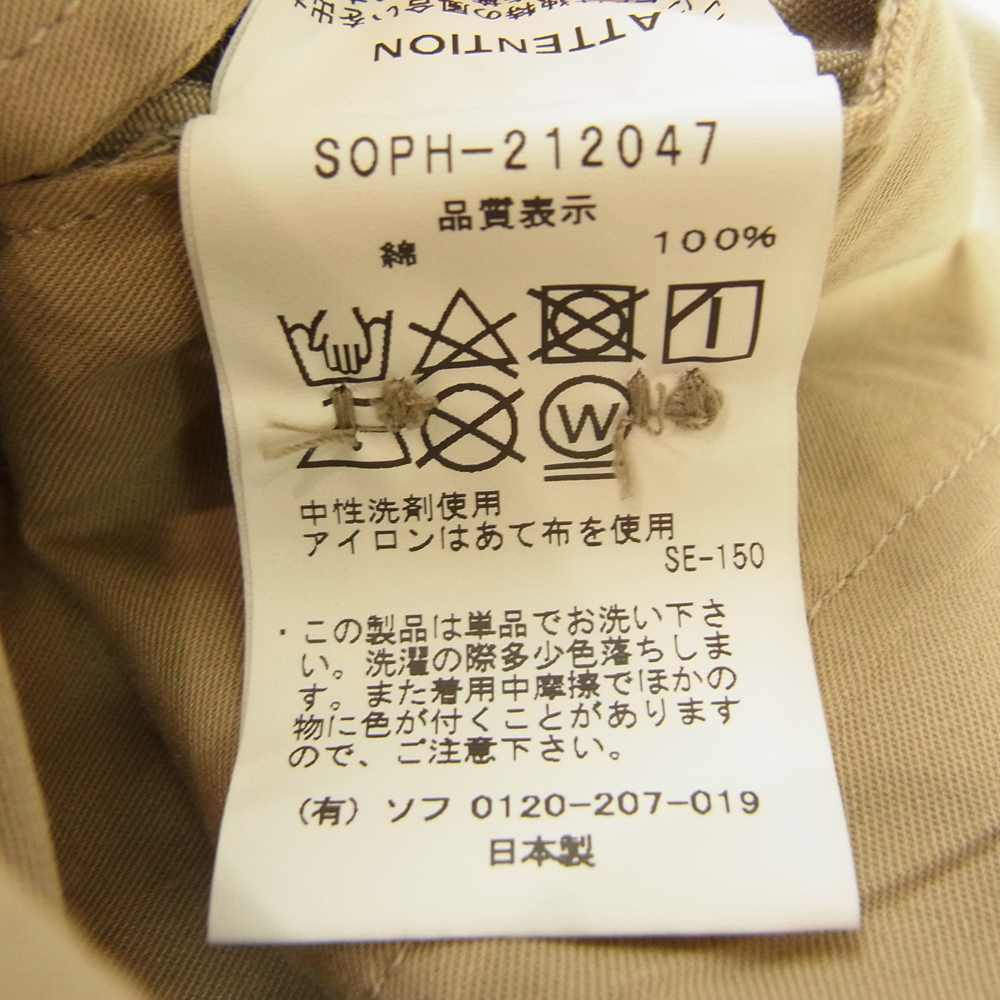 ATTENTION
SOPH-212047
品質表示
綿 100%
W
中性洗剤使用
アイロンはあて布を使用
SE-150
・この製品は単品でお洗い下さ
い。洗濯の際多少色落ちしま
す。また着用中摩擦でほかの
物に色が付くことがあります
ので、ご注意下さい。
(有) ソフ 0120-207-019
日本製